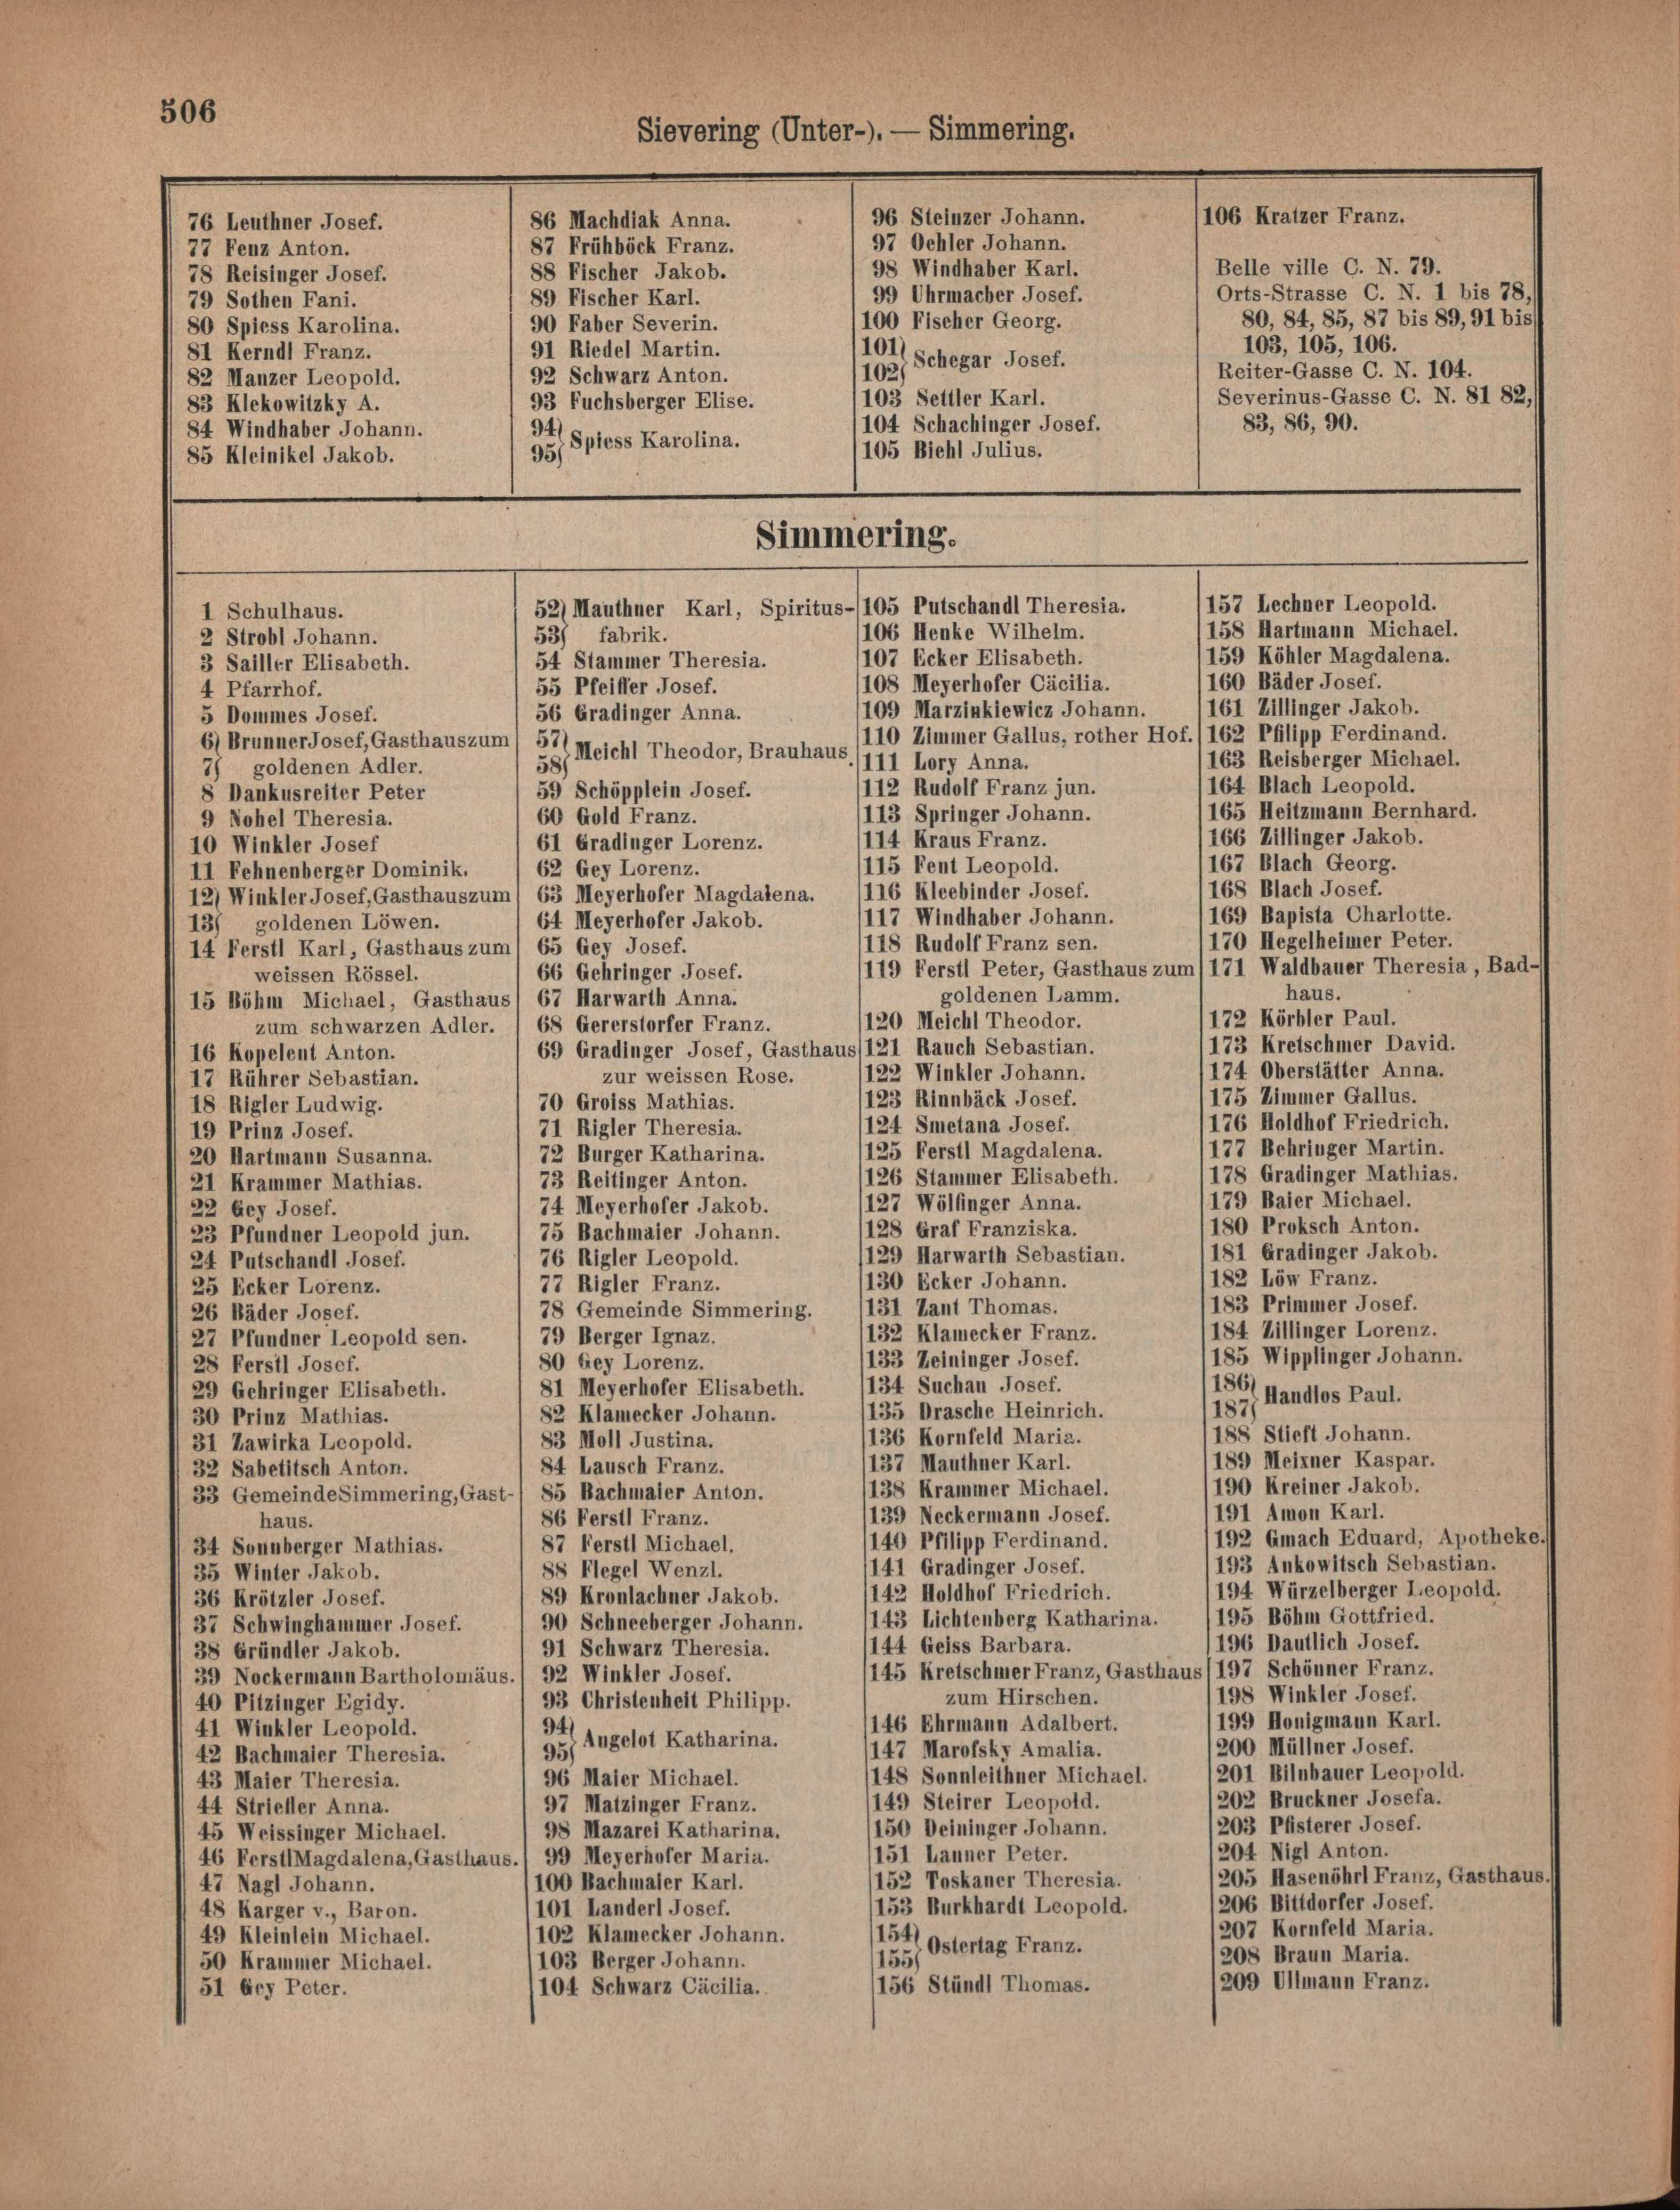 506
Sievering (Unter-). — Simmering.
76 Leuthner Josef.
77 Fenz Anton.
78 Reisinger Josef.
79 Sothen Fani.
80 Spiess Karolina.
81 Kerndl Franz.
82 Manzer Leopold.
83 Klekowitzky A.
84 Windhaber Johann.
85 Kleinikel Jakob.
86 Machdiak Anna.
87 Frühböck Franz.
88 Fischer Jakob.
89 Fischer Karl.
90 Faber Severin.
91 Riedel Martin.
92 Schwarz Anton.
93 Fuchsberger Elise.
94)
95) Spiess Karolina.
96 Steinzer Johann.
97 Oehler Johann.
98 Windhaber Karl.
99 Uhrmacher Josef.
100 Fischer Georg.
101)
102) Schegar Josef.
103 Settler Karl.
104 Schachinger Josef.
105 Biehl Julius.
106 Kratzer Franz.
Belle ville C. N. 79.
Orts-Strasse C. N. 1 bis 78,
80, 84, 85, 87 bis 89, 91 bis
103, 105, 106.
Reiter-Gasse C. N. 104.
Severinus-Gasse C. N. 81 82,
83, 86, 90.
Simmering.
1 Schulhaus.
2 Strobl Johann.
3 Sailler Elisabeth.
4 Pfarrhof.
5 Dommes Josef.
6) Brunner Josef, Gasthaus zum
7) goldenen Adler.
8 Dankusreiter Peter
9 Nohel Theresia.
10 Winkler Josef
11 Fehnenberger Dominik.
12) Winkler Josef, Gasthaus zum
13) goldenen Löwen.
14 Ferstl Karl, Gasthaus zum
weissen Rössel.
15 Böhm Michael, Gasthaus
zum schwarzen Adler.
16 Kopelent Anton.
17 Rührer Sebastian.
18 Rigler Ludwig.
19 Prinz Josef.
20 Hartmann Susanna.
21 Krammer Mathias.
22 Gey Josef.
23 Pfundner Leopold jun.
24 Putschandl Josef.
25 Ecker Lorenz.
26 Bäder Josef.
27 Pfundner Leopold sen.
28 Ferstl Josef.
29 Gehringer Elisabeth.
30 Prinz Mathias.
31 Zawirka Leopold.
32 Sabetitsch Anton.
33 Gemeinde Simmering, Gast-
haus.
34 Sonnberger Mathias.
35 Winter Jakob.
36 Krötzler Josef.
37 Schwinghammer Josef.
38 Gründler Jakob.
39 Nockermann Bartholomäus.
40 Pitzinger Egidy.
41 Winkler Leopold.
42 Bachmaier Theresia.
43 Maier Theresia.
44 Strieller Anna.
45 Weissinger Michael.
46 Ferstl Magdalena, Gasthaus.
47 Nagl Johann.
48 Karger v., Baron.
49 Kleinlein Michael.
50 Krammer Michael.
51 Gey Peter.
52) Mauthner Karl, Spiritus-
53) fabrik.
54 Stammer Theresia.
55 Pfeiffer Josef.
56 Gradinger Anna.
57)
58) Meichl Theodor, Brauhaus.
59 Schöpplein Josef.
60 Gold Franz.
61 Gradinger Lorenz.
62 Gey Lorenz.
63 Meyerhofer Magdalena.
64 Meyerhofer Jakob.
65 Gey Josef.
66 Gehringer Josef.
67 Harwarth Anna.
68 Gererstorfer Franz.
69 Gradinger Josef, Gasthaus
zur weissen Rose.
70 Groiss Mathias.
71 Rigler Theresia.
72 Burger Katharina.
73 Reitinger Anton.
74 Meyerhofer Jakob.
75 Bachmaier Johann.
76 Rigler Leopold.
77 Rigler Franz.
78 Gemeinde Simmering.
79 Berger Ignaz.
80 Gey Lorenz.
81 Meyerhofer Elisabeth.
82 Klamecker Johann.
83 Moll Justina.
84 Lausch Franz.
85 Bachmaier Anton.
86 Ferstl Franz.
87 Ferstl Michael.
88 Flegel Wenzl.
89 Kronlachner Jakob.
90 Schneeberger Johann.
91 Schwarz Theresia.
92 Winkler Josef.
93 Christenheit Philipp.
94)
95) Angelot Katharina.
96 Maier Michael.
97 Matzinger Franz.
98 Mazarei Katharina.
99 Meyerhofer Maria.
100 Bachmaier Karl.
101 Landerl Josef.
102 Klamecker Johann.
103 Berger Johann.
104 Schwarz Cäcilia.
105 Putschandl Theresia.
106 Henke Wilhelm.
107 Ecker Elisabeth.
108 Meyerhofer Cäcilia.
109 Marzinkiewicz Johann.
110 Zimmer Gallus, rother Hof.
111 Lory Anna.
112 Rudolf Franz jun.
113 Springer Johann.
114 Kraus Franz.
115 Fent Leopold.
116 Kleebinder Josef.
117 Windhaber Johann.
118 Rudolf Franz sen.
119 Ferstl Peter, Gasthaus zum
goldenen Lamm.
120 Meichl Theodor.
121 Rauch Sebastian.
122 Winkler Johann.
123 Rinnbäck Josef.
124 Smetana Josef.
125 Ferstl Magdalena.
126 Stammer Elisabeth.
127 Wölfinger Anna.
128 Graf Franziska.
129 Harwarth Sebastian.
130 Ecker Johann.
131 Zant Thomas.
132 Klamecker Franz.
133 Zeininger Josef.
134 Suchan Josef.
135 Drasche Heinrich.
136 Kornfeld Maria.
137 Mauthner Karl.
138 Krammer Michael.
139 Neckermann Josef.
140 Pfilipp Ferdinand.
141 Gradinger Josef.
142 Holdhof Friedrich.
143 Lichtenberg Katharina.
144 Geiss Barbara.
145 Kretschmer Franz, Gasthaus
zum Hirschen.
146 Ehrmann Adalbert.
147 Marofsky Amalia.
148 Sonnleithner Michael.
149 Steirer Leopold.
150 Deininger Johann.
151 Lanner Peter.
152 Toskaner Theresia.
153 Burkhardt Leopold.
154)
155) Ostertag Franz.
156 Stündl Thomas.
157 Lechner Leopold.
158 Hartmann Michael.
159 Köhler Magdalena.
160 Bäder Josef.
161 Zillinger Jakob.
162 Pfilipp Ferdinand.
163 Reisberger Michael.
164 Blach Leopold.
165 Heitzmann Bernhard.
166 Zillinger Jakob.
167 Blach Georg.
168 Blach Josef.
169 Bapista Charlotte.
170 Hegelheimer Peter.
171 Waldbauer Theresia, Bad-
haus.
172 Körbler Paul.
173 Kretschmer David.
174 Oberstätter Anna.
175 Zimmer Gallus.
176 Holdhof Friedrich.
177 Behringer Martin.
178 Gradinger Mathias.
179 Baier Michael.
180 Proksch Anton.
181 Gradinger Jakob.
182 Löw Franz.
183 Primmer Josef.
184 Zillinger Lorenz.
185 Wipplinger Johann.
186)
187) Handlos Paul.
188 Stieft Johann.
189 Meixner Kaspar.
190 Kreiner Jakob.
191 Amon Karl.
192 Gmach Eduard, Apotheke.
193 Ankowitsch Sebastian.
194 Würzelberger Leopold.
195 Böhm Gottfried.
196 Dautlich Josef.
197 Schönner Franz.
198 Winkler Josef.
199 Honigmann Karl.
200 Müllner Josef.
201 Bilnbauer Leopold.
202 Bruckner Josefa.
203 Pfisterer Josef.
204 Nigl Anton.
205 Hasenöhrl Franz, Gasthaus.
206 Bittdorfer Josef.
207 Kornfeld Maria.
208 Braun Maria.
209 Ullmann Franz.